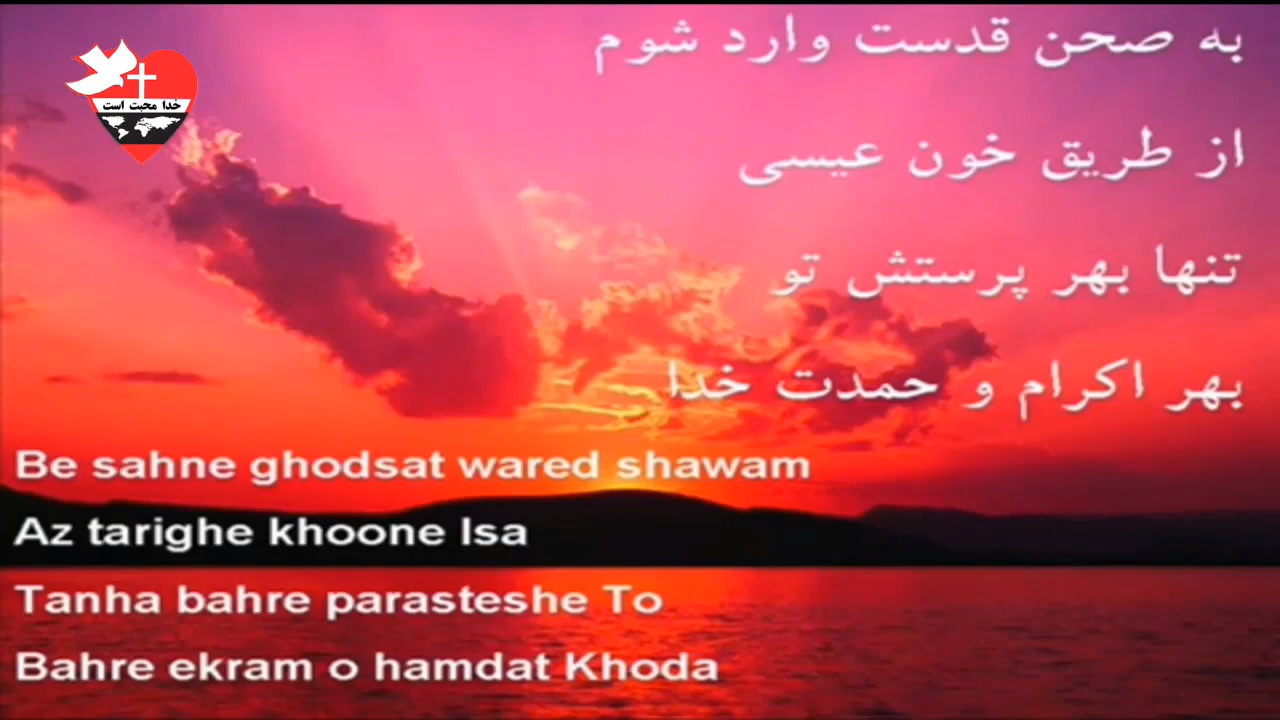 خدا محبت است
به صحن قدست وارد شوم
از طریق خون عیسی
تنها بهر پرستش تو
بهر اکرام و حمدت خدا
Be sahne ghodsat wared shawam
Az tarighe khoone Isa
Tanha bahre parasteshe To
Bahre ekram o hamdat Khoda